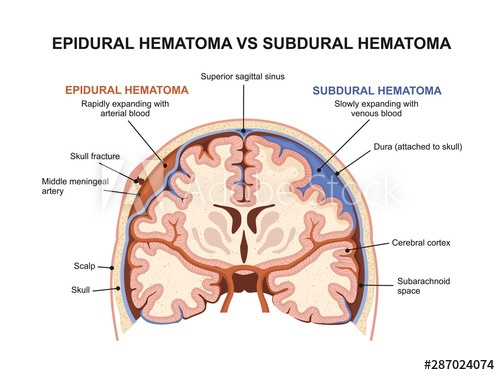 EPIDURAL HEMATOMA VS SUBDURAL HEMATOMA
Superior sagittal sinus
EPIDURAL HEMATOMA
Rapidly expanding with
arterial blood
SUBDURAL HEMATOMA
Slowly expanding with
venous blood
Skull fracture
Dura (attached to skull)
Middle meningeal
artery
Adobe Stock
Cerebral cortex
Scalp
Skull
Subarachnoid
space
#287024074